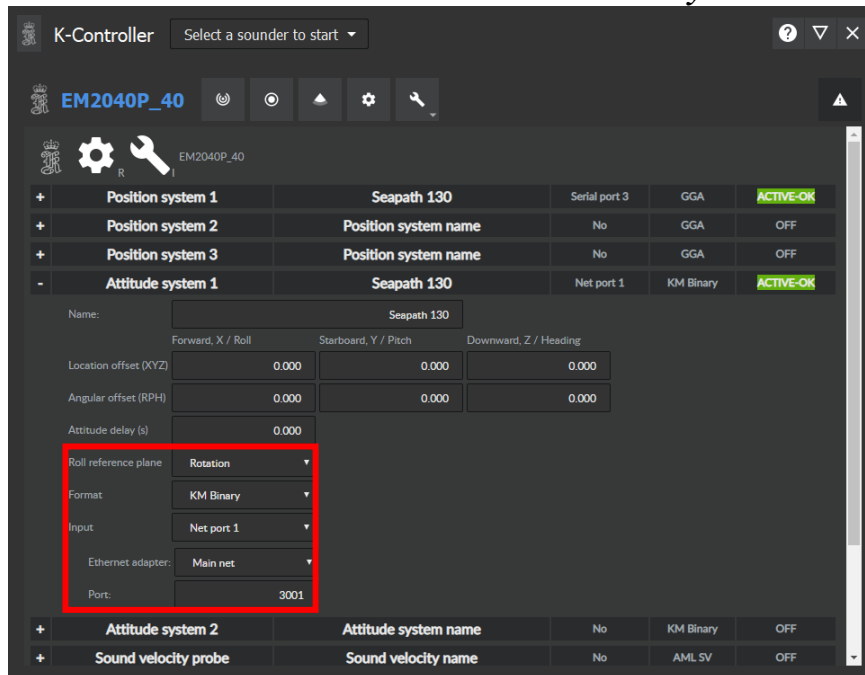 K-Controller Select a sounder to start
EM2040P_40
R I EM2040P_40
+ Position system 1 Seapath 130 Serial port 3 GGA ACTIVE-OK
+ Position system 2 Position system name No GGA OFF
+ Position system 3 Position system name No GGA OFF
- Attitude system 1 Seapath 130 Net port 1 KM Binary ACTIVE-OK
Name: Seapath 130
Forward, X / Roll Starboard, Y / Pitch Downward, Z / Heading
Location offset (XYZ) 0.000 0.000 0.000
Angular offset (RPH) 0.000 0.000 0.000
Attitude delay (s) 0.000
Roll reference plane Rotation
Format KM Binary
Input Net port 1
Ethernet adapter: Main net
Port: 3001
+ Attitude system 2 Attitude system name No KM Binary OFF
+ Sound velocity probe Sound velocity name No AML SV OFF